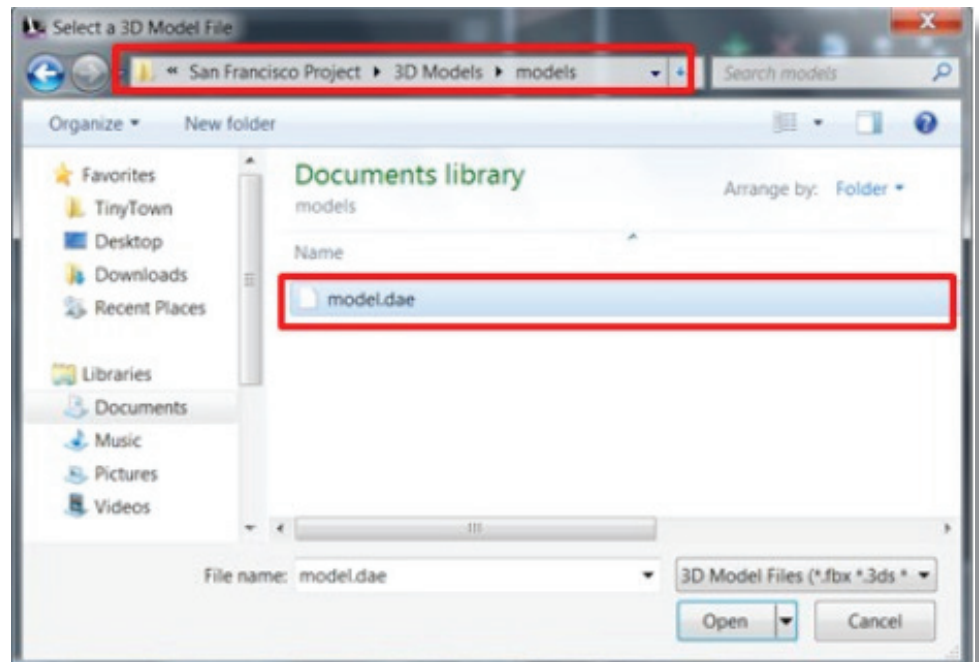 Select a 3D Model File
« San Francisco Project ▸ 3D Models ▸ models
Search models
Organize
New folder
Favorites
TinyTown
Desktop
Downloads
Recent Places
Libraries
Documents
Music
Pictures
Videos
Documents library
models
Arrange by: Folder
Name
model.dae
File name: model.dae
3D Model Files (*.fbx *.3ds *
Open
Cancel